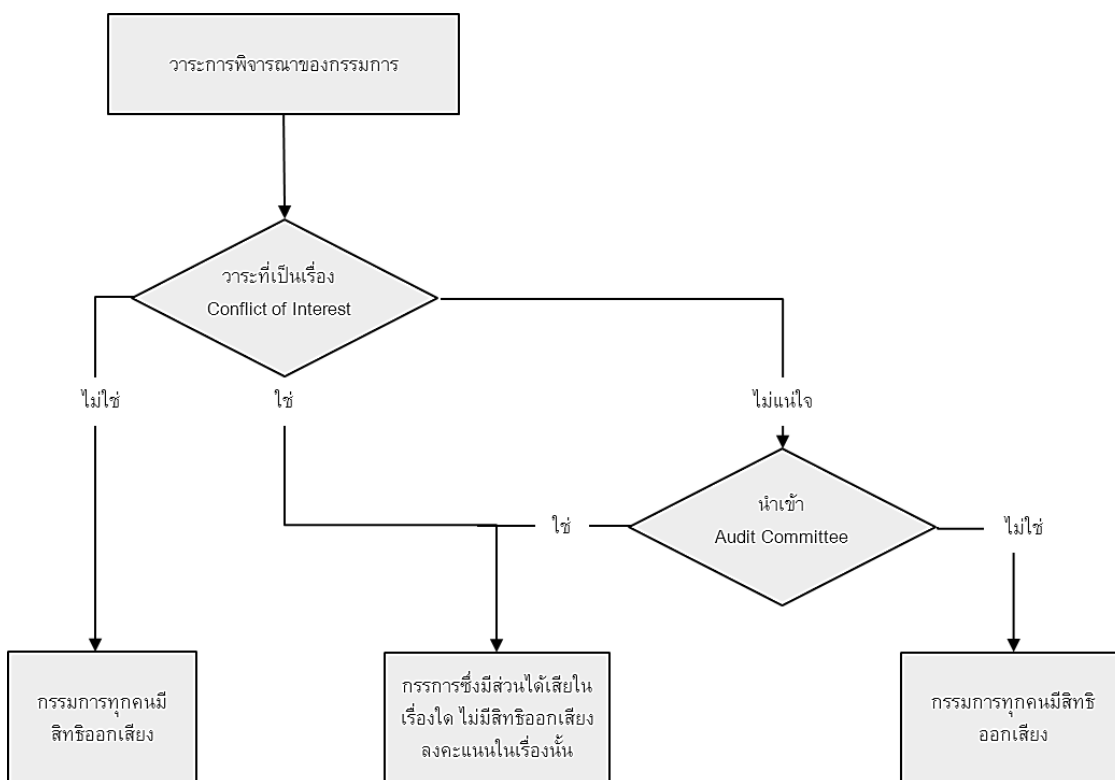 วาระการพิจารณาของกรรมการ
วาระที่เป็นเรื่อง
Conflict of Interest
ไม่ใช่
ใช่
ไม่แน่ใจ
นำเข้า
Audit Committee
ใช่
ไม่ใช่
กรรมการทุกคนมี
สิทธิออกเสียง
กรรการซึ่งมีส่วนได้เสียใน
เรื่องใด ไม่มีสิทธิออกเสียง
ลงคะแนนในเรื่องนั้น
กรรมการทุกคนมีสิทธิ
ออกเสียง